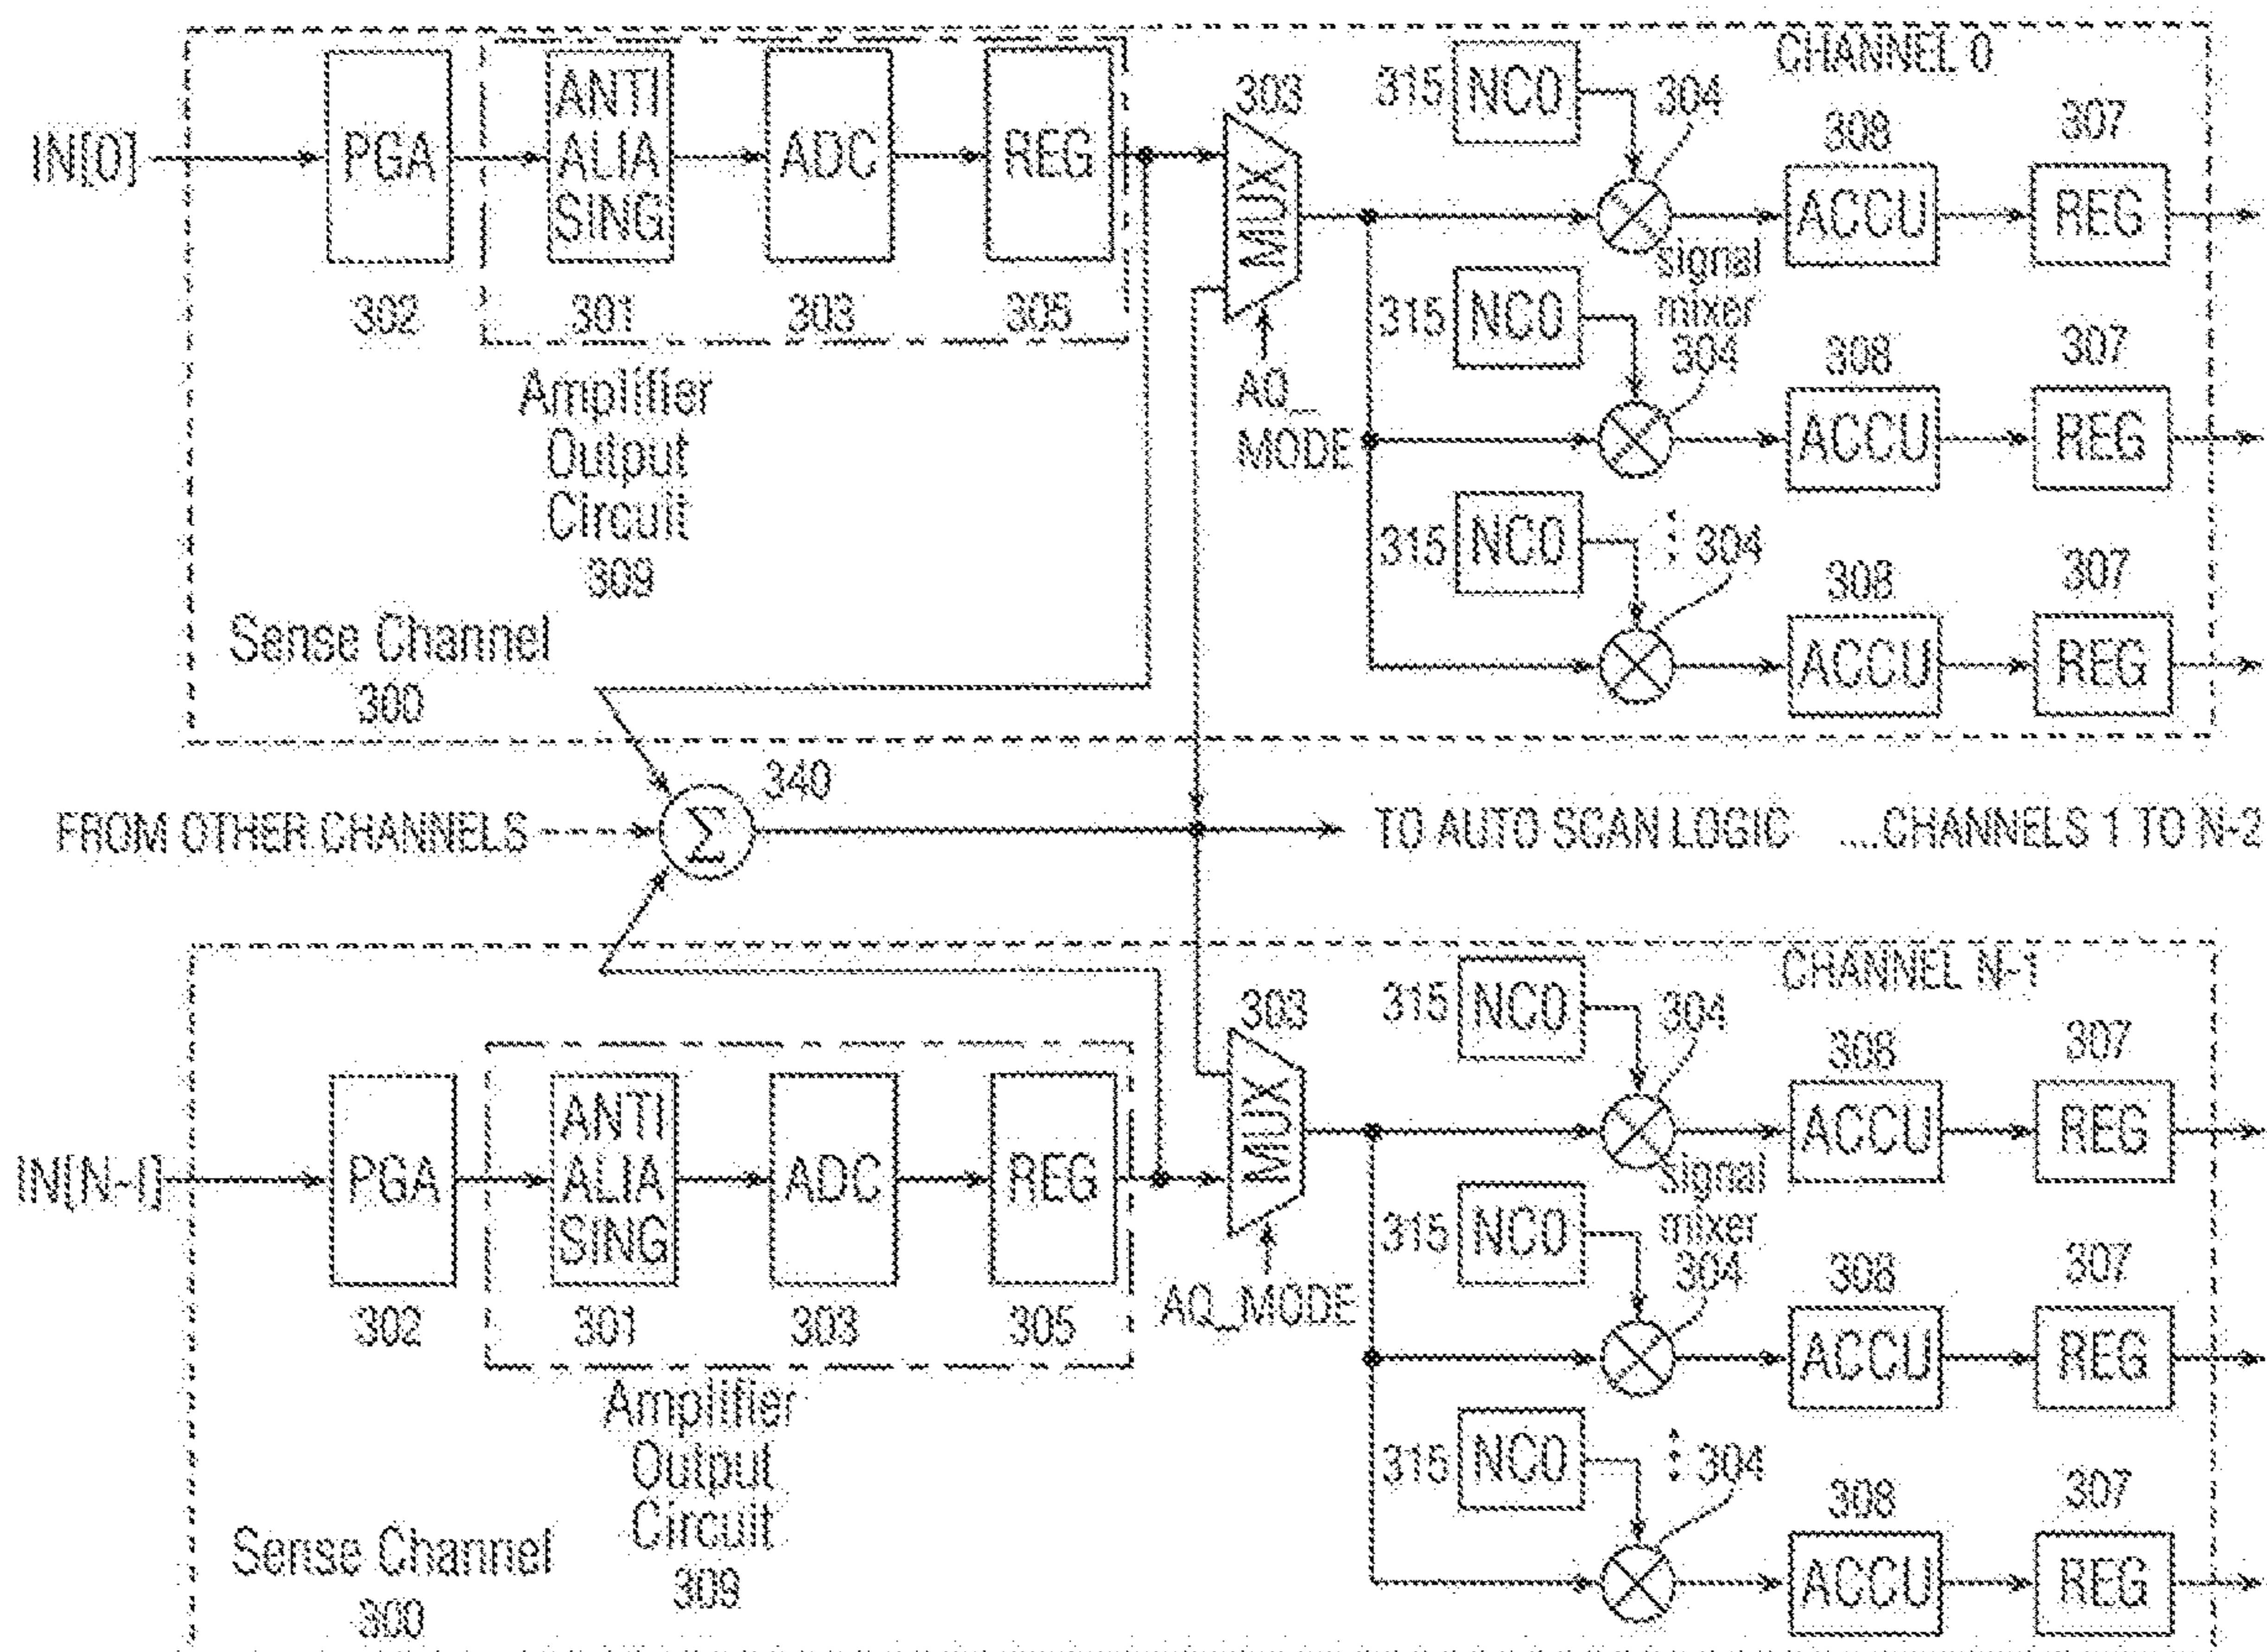 CHANNEL 0
IN[0]
PGA
302
ANTI
ALIA
SING
301
ADC
303
REG
305
Amplifier
Output
Circuit
309
Sense Channel
300
303
MUX
AQ_
MODE
315 NCO 304
signal
mixer
308
ACCU
307
REG
315 NCO 304
308
ACCU
307
REG
315 NCO 304
308
ACCU
307
REG
340
FROM OTHER CHANNELS
Σ
TO AUTO SCAN LOGIC ....CHANNELS 1 TO N-2
CHANNEL N-1
IN[N-1]
PGA
302
ANTI
ALIA
SING
301
ADC
303
REG
305
Amplifier
Output
Circuit
309
Sense Channel
300
303
MUX
AQ_MODE
315 NCO 304
signal
mixer
308
ACCU
307
REG
315 NCO 304
308
ACCU
307
REG
315 NCO 304
308
ACCU
307
REG